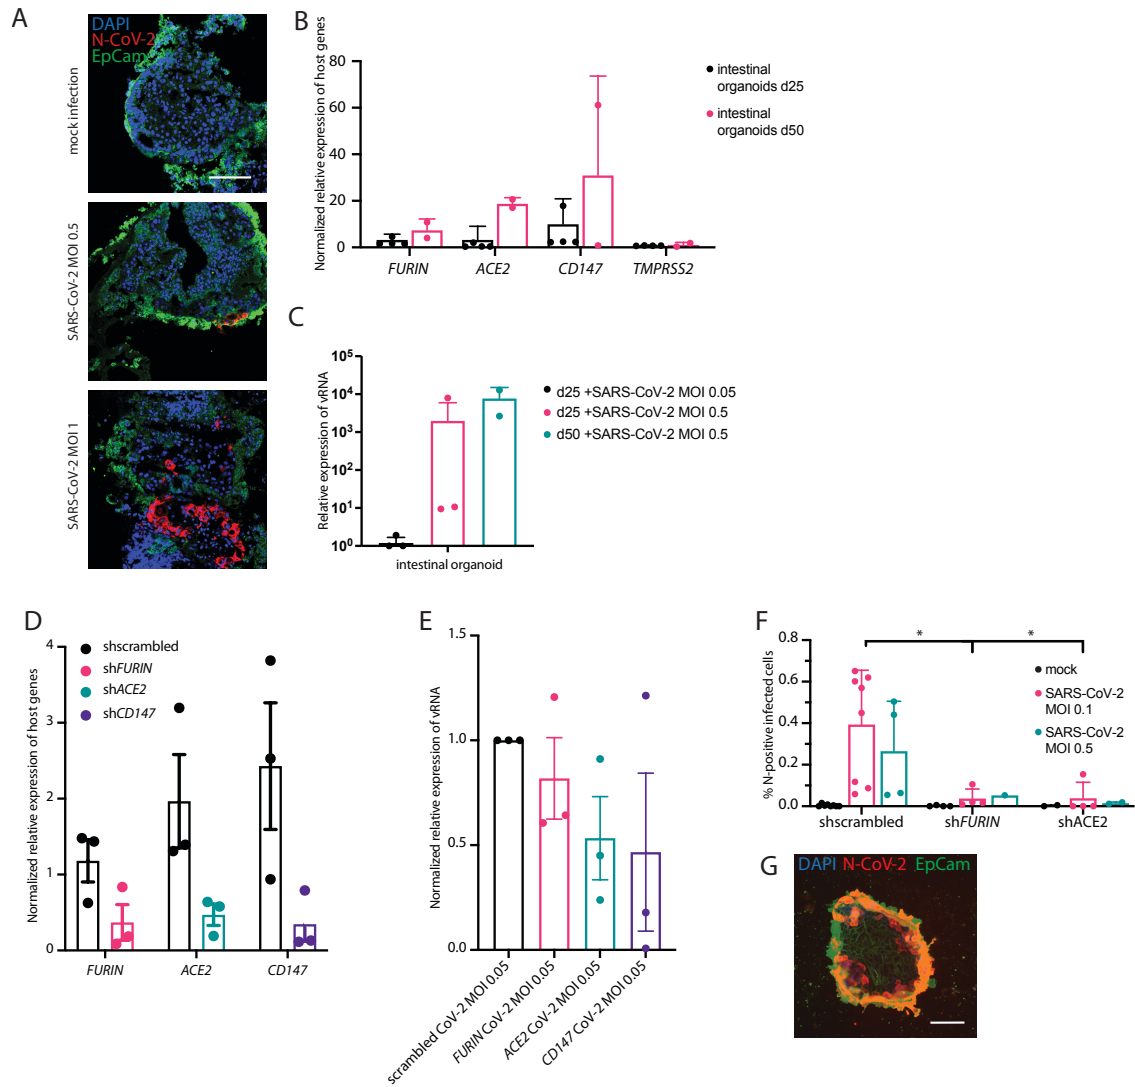 A
DAPI
N-CoV-2
EpCam
mock infection
SARS-CoV-2 MOI 0.5
SARS-CoV-2 MOI 1
B
Normalized relative expression of host genes
80
60
40
20
0
FURIN
ACE2
CD147
TMPRSS2
intestinal
organoids d25
intestinal
organoids d50
C
Relative expression of vRNA
10⁵
10⁴
10³
10²
10¹
10⁰
intestinal organoid
d25 +SARS-CoV-2 MOI 0.05
d25 +SARS-CoV-2 MOI 0.5
d50 +SARS-CoV-2 MOI 0.5
D
Normalized relative expression of host genes
4
3
2
1
0
shscrambled
shFURIN
shACE2
shCD147
FURIN
ACE2
CD147
E
Normalized relative expression of vRNA
1.5
1.0
0.5
0.0
scrambled CoV-2 MOI 0.05
FURIN CoV-2 MOI 0.05
ACE2 CoV-2 MOI 0.05
CD147 CoV-2 MOI 0.05
F
% N-positive infected cells
0.8
0.6
0.4
0.2
0.0
*
*
mock
SARS-CoV-2
MOI 0.1
SARS-CoV-2
MOI 0.5
shscrambled
shFURIN
shACE2
G
DAPI N-CoV-2 EpCam